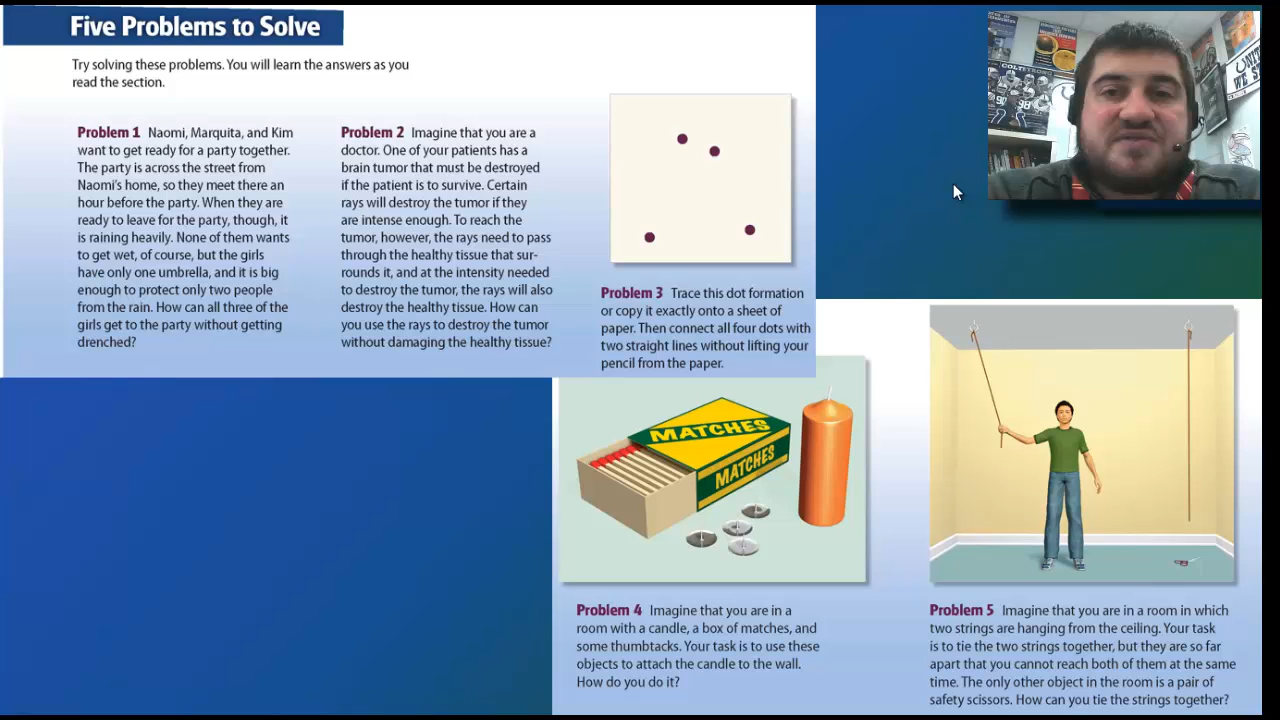 Five Problems to Solve
Try solving these problems. You will learn the answers as you
read the section.
Problem 1 Naomi, Marquita, and Kim
want to get ready for a party together.
The party is across the street from
Naomi's home, so they meet there an
hour before the party. When they are
ready to leave for the party, though, it
is raining heavily. None of them wants
to get wet, of course, but the girls
have only one umbrella, and it is big
enough to protect only two people
from the rain. How can all three of the
girls get to the party without getting
drenched?
Problem 2 Imagine that you are a
doctor. One of your patients has a
brain tumor that must be destroyed
if the patient is to survive. Certain
rays will destroy the tumor if they
are intense enough. To reach the
tumor, however, the rays need to pass
through the healthy tissue that sur-
rounds it, and at the intensity needed
to destroy the tumor, the rays will also
destroy the healthy tissue. How can
you use the rays to destroy the tumor
without damaging the healthy tissue?
Problem 3 Trace this dot formation
or copy it exactly onto a sheet of
paper. Then connect all four dots with
two straight lines without lifting your
pencil from the paper.
MATCHES
MATCHES
Problem 4 Imagine that you are in a
room with a candle, a box of matches, and
some thumbtacks. Your task is to use these
objects to attach the candle to the wall.
How do you do it?
Problem 5 Imagine that you are in a room in which
two strings are hanging from the ceiling. Your task
is to tie the two strings together, but they are so far
apart that you cannot reach both of them at the same
time. The only other object in the room is a pair of
safety scissors. How can you tie the strings together?
COLTSTRONG
WE